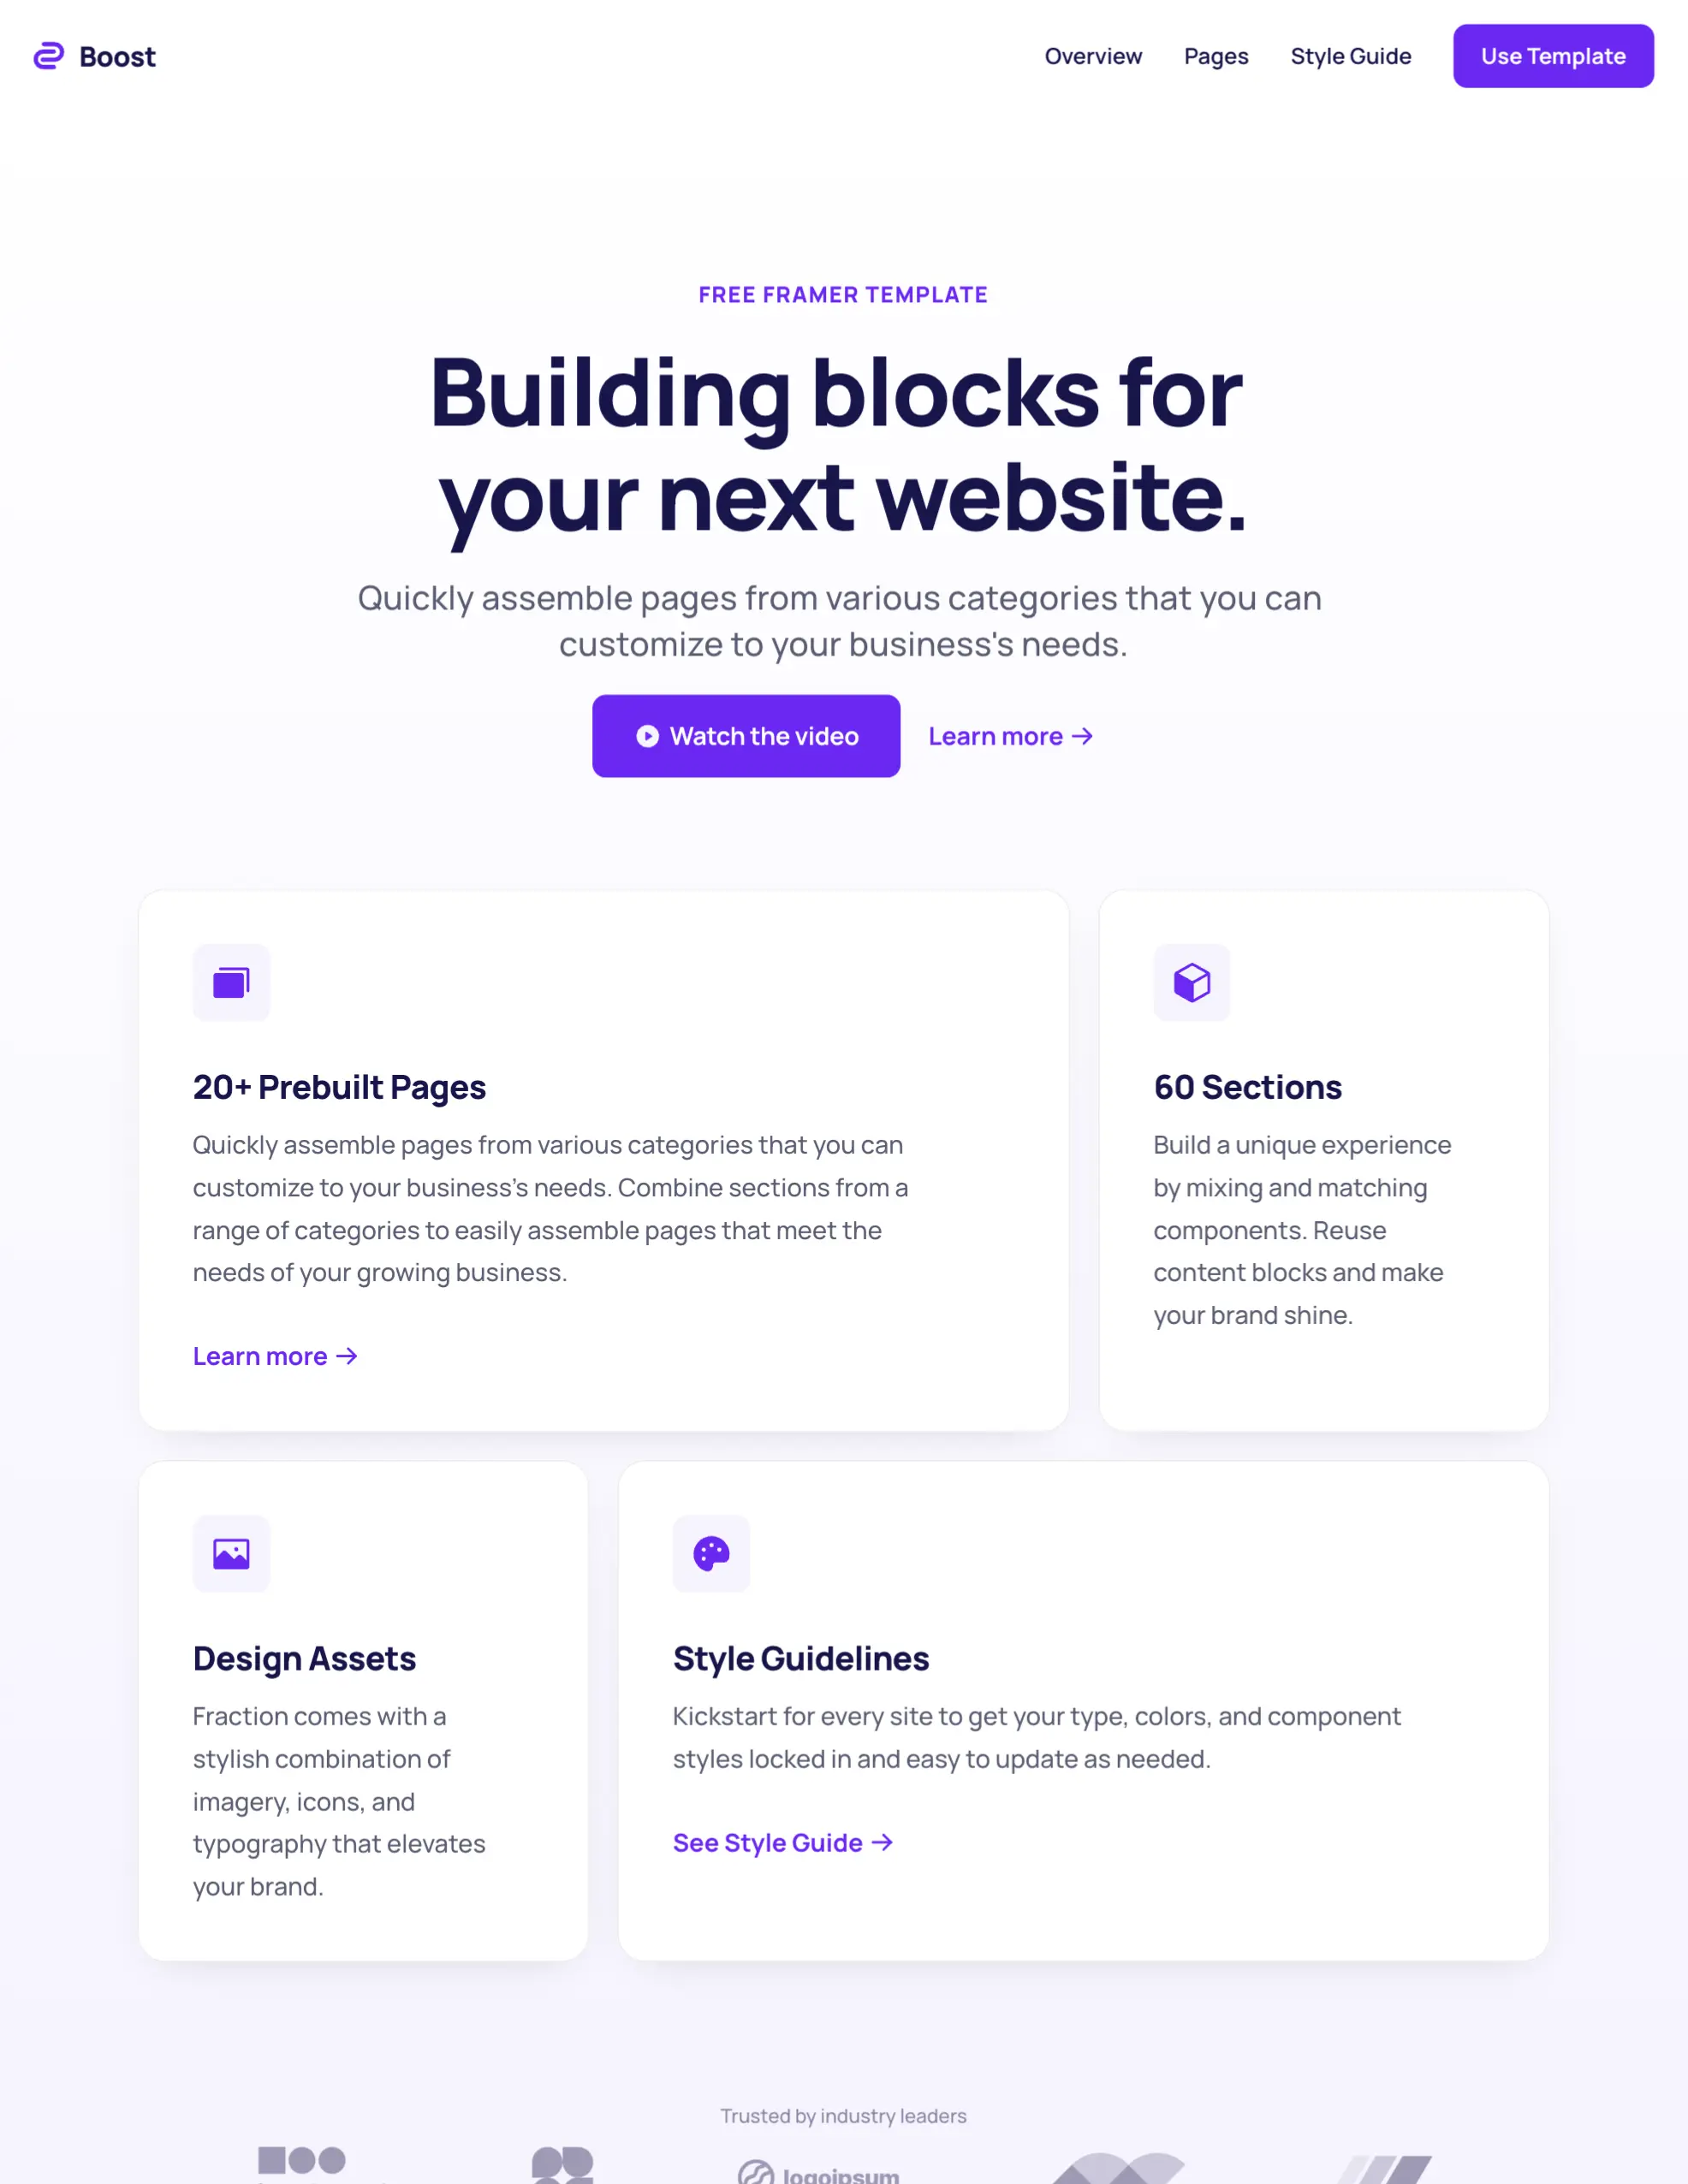 Boost
Overview
Pages
Style Guide
Use Template
FREE FRAMER TEMPLATE
Building blocks for
your next website.
Quickly assemble pages from various categories that you can
customize to your business's needs.
Watch the video
Learn more →
20+ Prebuilt Pages
Quickly assemble pages from various categories that you can
customize to your business’s needs. Combine sections from a
range of categories to easily assemble pages that meet the
needs of your growing business.
Learn more →
60 Sections
Build a unique experience
by mixing and matching
components. Reuse
content blocks and make
your brand shine.
Design Assets
Fraction comes with a
stylish combination of
imagery, icons, and
typography that elevates
your brand.
Style Guidelines
Kickstart for every site to get your type, colors, and component
styles locked in and easy to update as needed.
See Style Guide →
Trusted by industry leaders
logoipsum